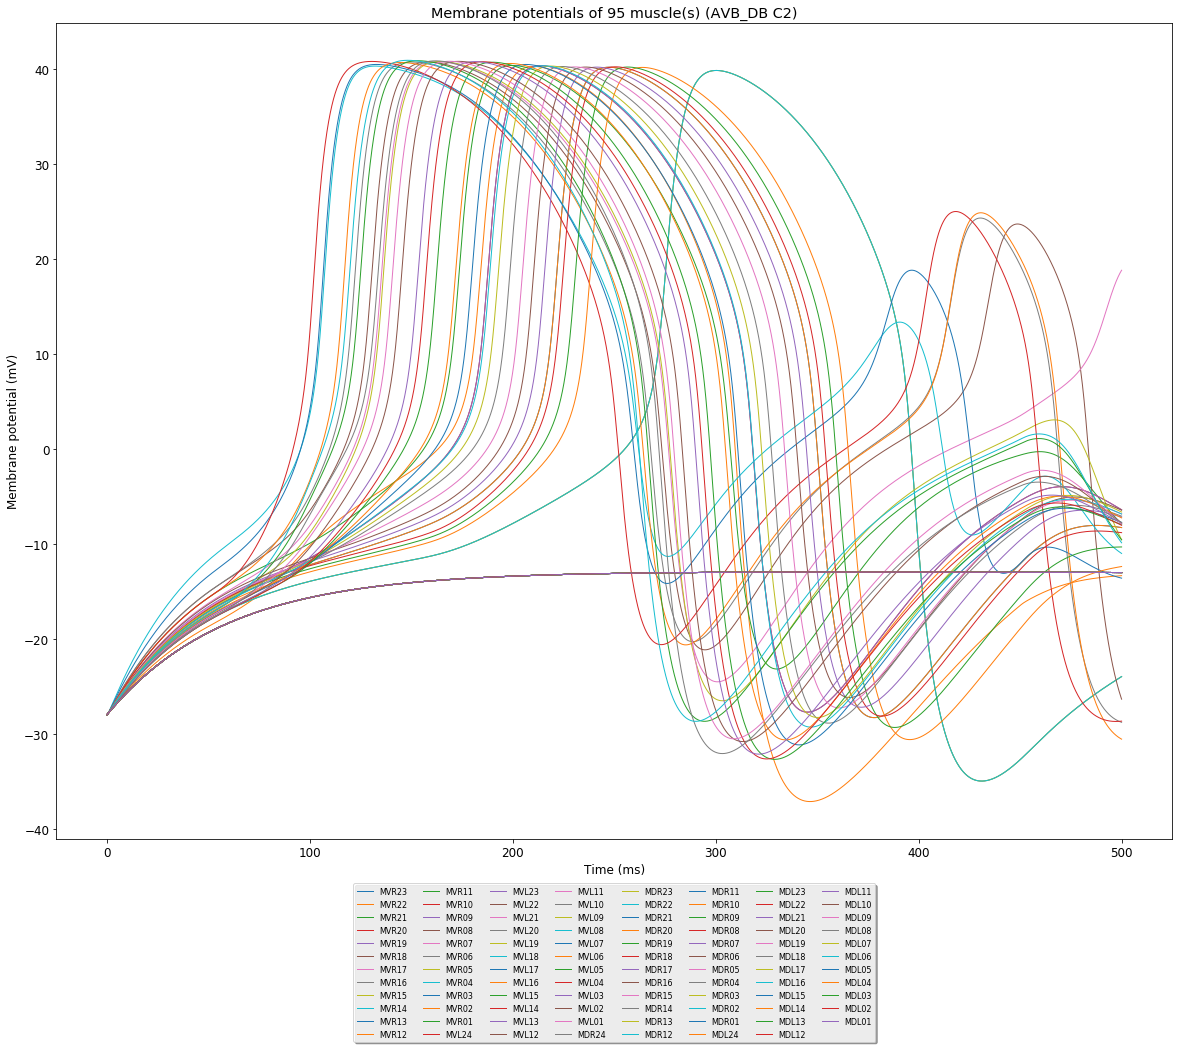 Membrane potentials of 95 muscle(s) (AVB_DB C2)
Membrane potential (mV)
40
30
20
10
0
−10
−20
−30
−40
0 100 200 300 400 500
Time (ms)
MVR23 MVR11 MVL23 MVL11 MDR23 MDR11 MDL23 MDL11
MVR22 MVR10 MVL22 MVL10 MDR22 MDR10 MDL22 MDL10
MVR21 MVR09 MVL21 MVL09 MDR21 MDR09 MDL21 MDL09
MVR20 MVR08 MVL20 MVL08 MDR20 MDR08 MDL20 MDL08
MVR19 MVR07 MVL19 MVL07 MDR19 MDR07 MDL19 MDL07
MVR18 MVR06 MVL18 MVL06 MDR18 MDR06 MDL18 MDL06
MVR17 MVR05 MVL17 MVL05 MDR17 MDR05 MDL17 MDL05
MVR16 MVR04 MVL16 MVL04 MDR16 MDR04 MDL16 MDL04
MVR15 MVR03 MVL15 MVL03 MDR15 MDR03 MDL15 MDL03
MVR14 MVR02 MVL14 MVL02 MDR14 MDR02 MDL14 MDL02
MVR13 MVR01 MVL13 MVL01 MDR13 MDR01 MDL13 MDL01
MVR12 MVL24 MVL12 MDR24 MDR12 MDL24 MDL12